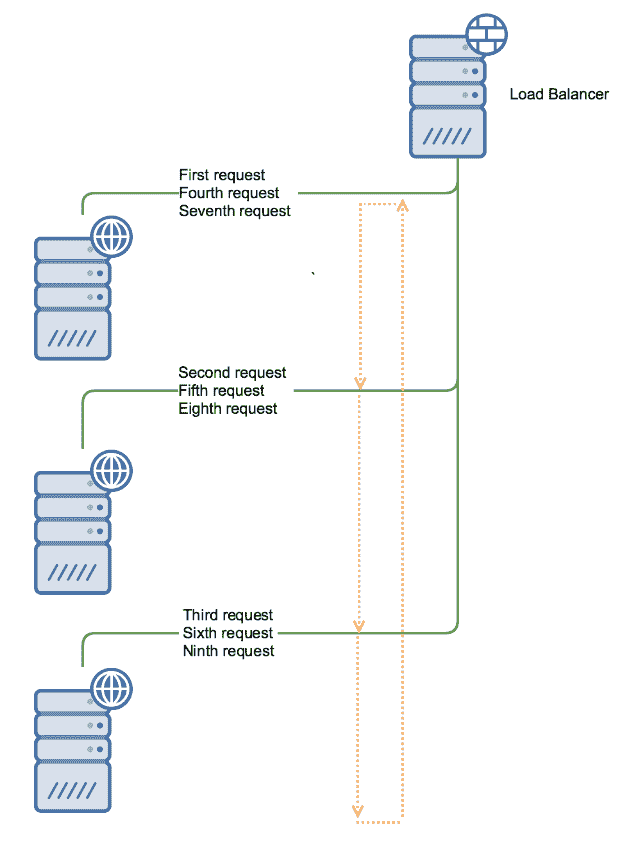 Load Balancer
First request
Fourth request
Seventh request
Second request
Fifth request
Eighth request
Third request
Sixth request
Ninth request